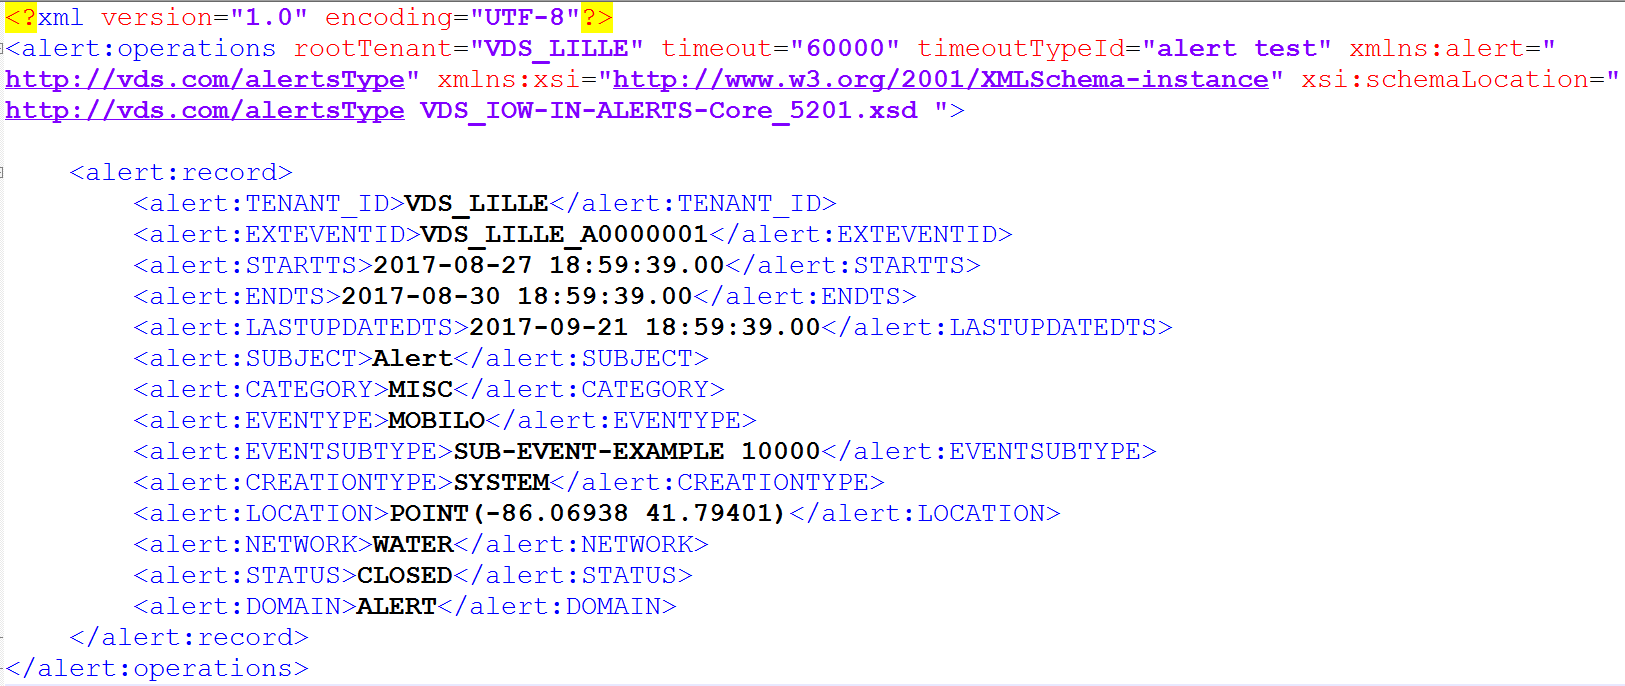 <?xml version="1.0" encoding="UTF-8"?>
<alert:operations rootTenant="VDS_LILLE" timeout="60000" timeoutTypeId="alert test" xmlns:alert="
http://vds.com/alertsType" xmlns:xsi="http://www.w3.org/2001/XMLSchema-instance" xsi:schemaLocation="
http://vds.com/alertsType VDS_IOW-IN-ALERTS-Core_5201.xsd ">
<alert:record>
<alert:TENANT_ID>VDS_LILLE</alert:TENANT_ID>
<alert:EXTEVENTID>VDS_LILLE_A0000001</alert:EXTEVENTID>
<alert:STARTTS>2017-08-27 18:59:39.00</alert:STARTTS>
<alert:ENDTS>2017-08-30 18:59:39.00</alert:ENDTS>
<alert:LASTUPDATEDTS>2017-09-21 18:59:39.00</alert:LASTUPDATEDTS>
<alert:SUBJECT>Alert</alert:SUBJECT>
<alert:CATEGORY>MISC</alert:CATEGORY>
<alert:EVENTYPE>MOBILO</alert:EVENTYPE>
<alert:EVENTSUBTYPE>SUB-EVENT-EXAMPLE 10000</alert:EVENTSUBTYPE>
<alert:CREATIONTYPE>SYSTEM</alert:CREATIONTYPE>
<alert:LOCATION>POINT(-86.06938 41.79401)</alert:LOCATION>
<alert:NETWORK>WATER</alert:NETWORK>
<alert:STATUS>CLOSED</alert:STATUS>
<alert:DOMAIN>ALERT</alert:DOMAIN>
</alert:record>
</alert:operations>